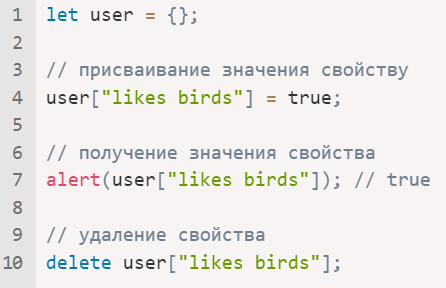 1 let user = {};
2
3 // присваивание значения свойству
4 user["likes birds"] = true;
5
6 // получение значения свойства
7 alert(user["likes birds"]); // true
8
9 // удаление свойства
10 delete user["likes birds"];